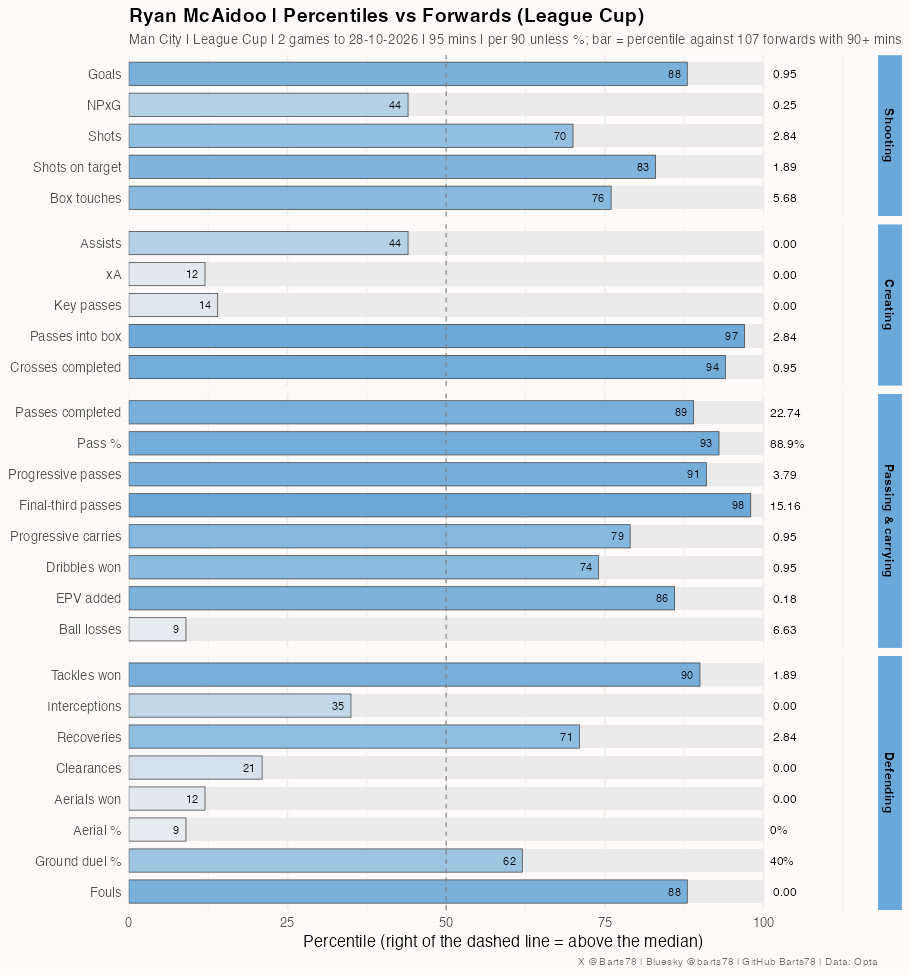 Ryan McAidoo | Percentiles vs Forwards (League Cup)
Man City | League Cup | 2 games to 28-10-2026 | 95 mins | per 90 unless %; bar = percentile against 107 forwards with 90+ mins
Shooting
Goals 88 0.95
NPxG 44 0.25
Shots 70 2.84
Shots on target 83 1.89
Box touches 76 5.68
Creating
Assists 44 0.00
xA 12 0.00
Key passes 14 0.00
Passes into box 97 2.84
Crosses completed 94 0.95
Passing & carrying
Passes completed 89 22.74
Pass % 93 88.9%
Progressive passes 91 3.79
Final-third passes 98 15.16
Progressive carries 79 0.95
Dribbles won 74 0.95
EPV added 86 0.18
Ball losses 9 6.63
Defending
Tackles won 90 1.89
Interceptions 35 0.00
Recoveries 71 2.84
Clearances 21 0.00
Aerials won 12 0.00
Aerial % 9 0%
Ground duel % 62 40%
Fouls 88 0.00
0 25 50 75 100
Percentile (right of the dashed line = above the median)
X @Barts78 | Bluesky @barts78 | GitHub Barts78 | Data: Opta